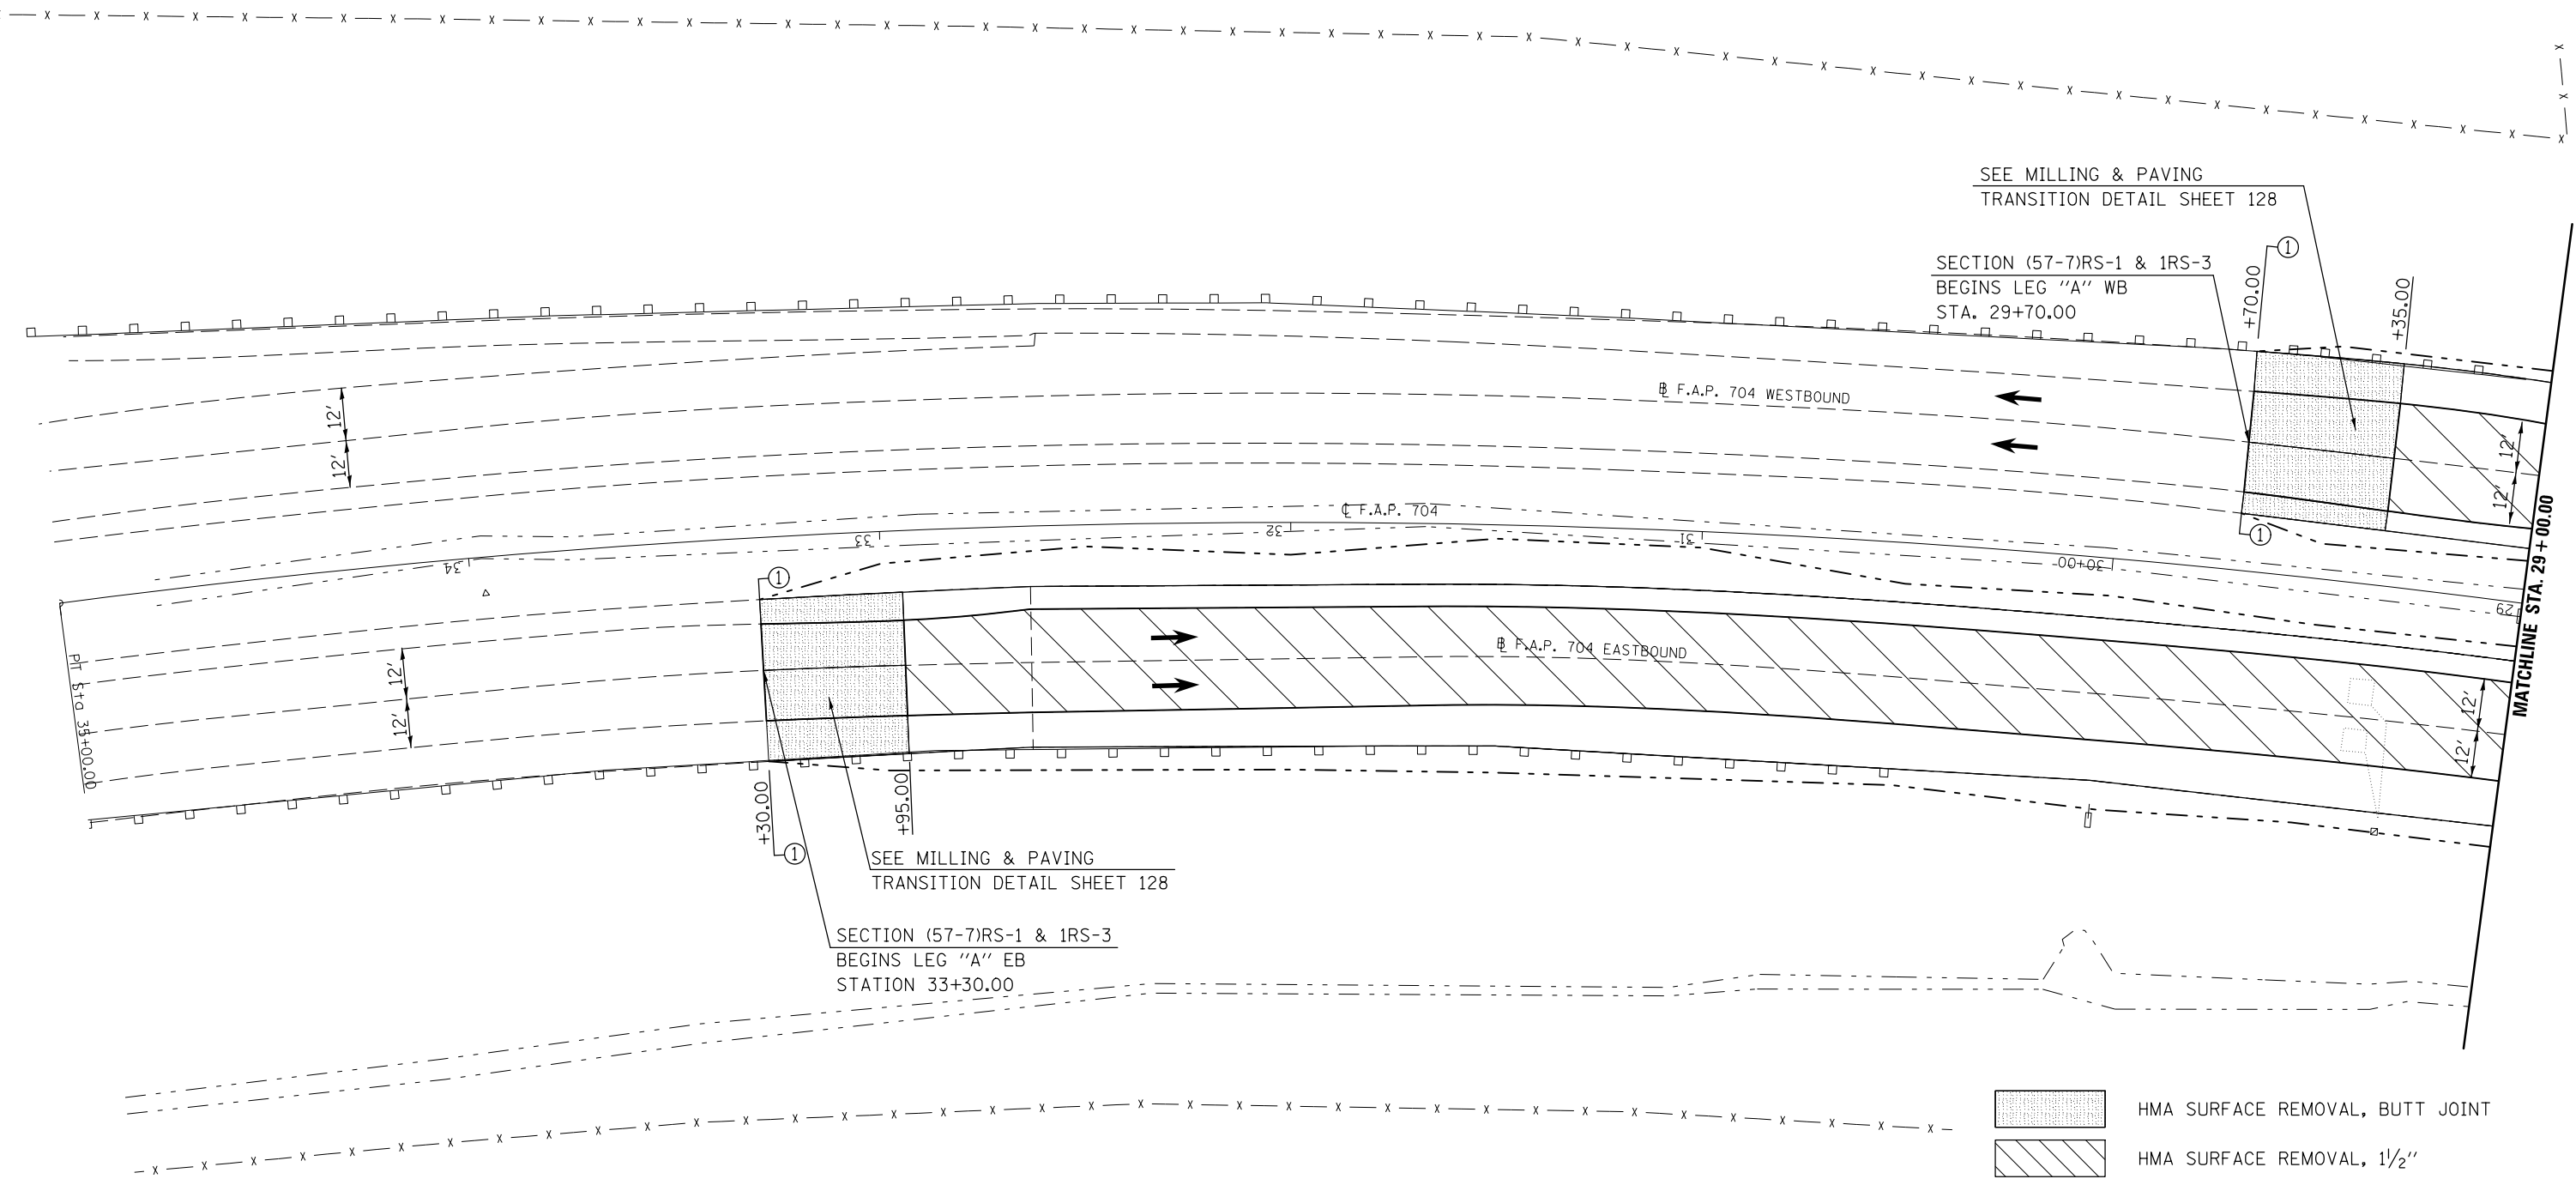 SEE MILLING & PAVING
TRANSITION DETAIL SHEET 128
SECTION (57-7)RS-1 & 1RS-3
BEGINS LEG "A" WB
STA. 29+70.00
+70.00
1
+35.00
12'
12'
℄ F.A.P. 704
B F.A.P. 704 WESTBOUND
12'
12'
1
34
33
32
31
30+00
29
MATCHLINE STA. 29+00.00
1
B F.A.P. 704 EASTBOUND
PT Sta 35+00.00
12'
12'
12'
12'
+30.00
1
+95.00
SEE MILLING & PAVING
TRANSITION DETAIL SHEET 128
SECTION (57-7)RS-1 & 1RS-3
BEGINS LEG "A" EB
STATION 33+30.00
HMA SURFACE REMOVAL, BUTT JOINT
HMA SURFACE REMOVAL, 1½"